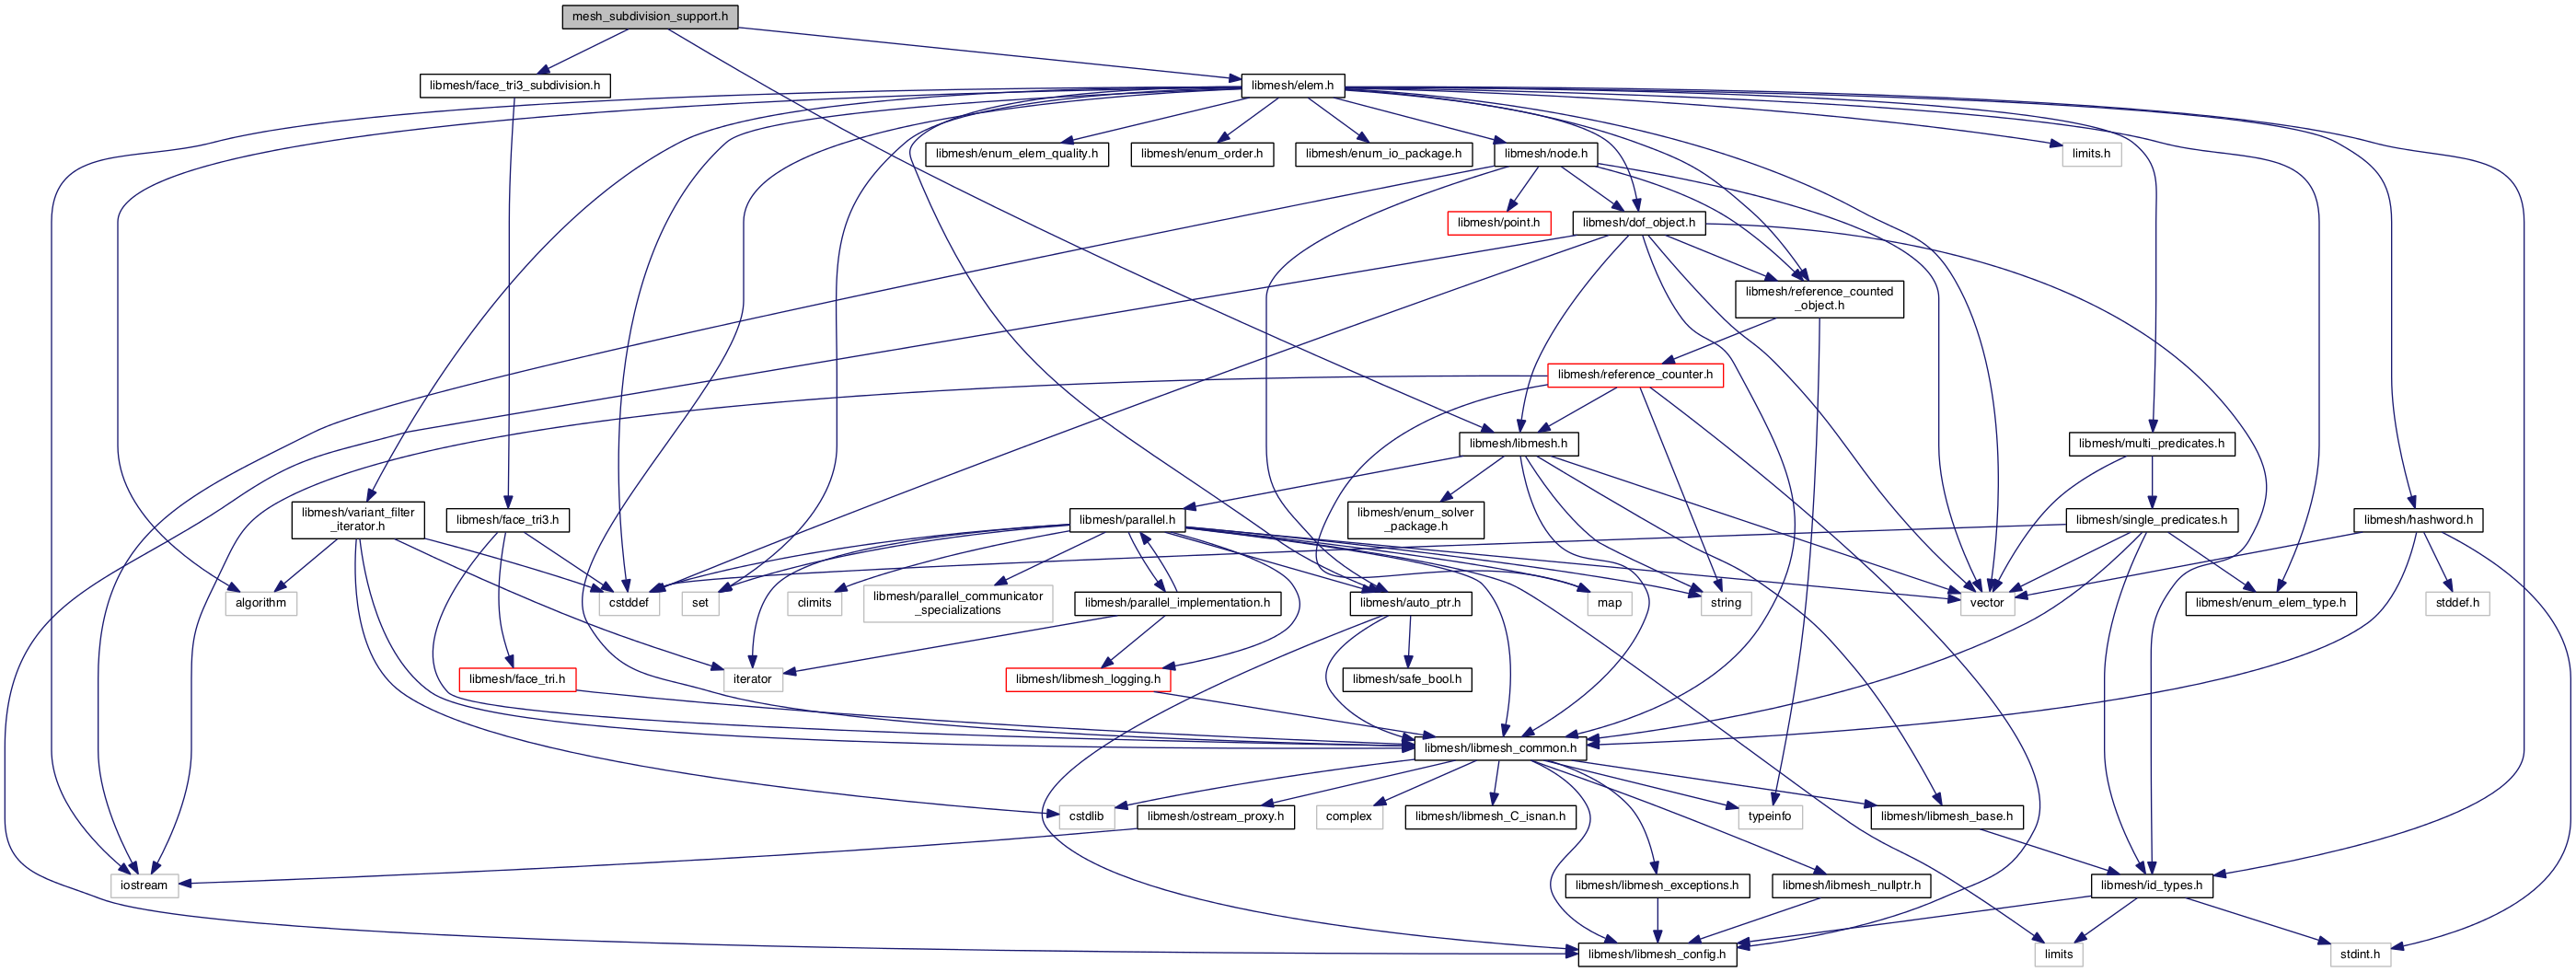 mesh_subdivision_support.h
libmesh/face_tri3_subdivision.h
libmesh/elem.h
libmesh/enum_elem_quality.h
libmesh/enum_order.h
libmesh/enum_io_package.h
libmesh/node.h
limits.h
libmesh/point.h
libmesh/dof_object.h
libmesh/reference_counted
_object.h
libmesh/reference_counter.h
libmesh/libmesh.h
libmesh/multi_predicates.h
libmesh/variant_filter
_iterator.h
libmesh/face_tri3.h
libmesh/parallel.h
libmesh/enum_solver
_package.h
libmesh/single_predicates.h
libmesh/hashword.h
algorithm
cstddef
set
climits
libmesh/parallel_communicator
_specializations
libmesh/parallel_implementation.h
libmesh/auto_ptr.h
map
string
vector
libmesh/enum_elem_type.h
stddef.h
libmesh/face_tri.h
iterator
libmesh/libmesh_logging.h
libmesh/safe_bool.h
libmesh/libmesh_common.h
cstdlib
libmesh/ostream_proxy.h
complex
libmesh/libmesh_C_isnan.h
typeinfo
libmesh/libmesh_base.h
iostream
libmesh/libmesh_exceptions.h
libmesh/libmesh_nullptr.h
libmesh/id_types.h
libmesh/libmesh_config.h
limits
stdint.h